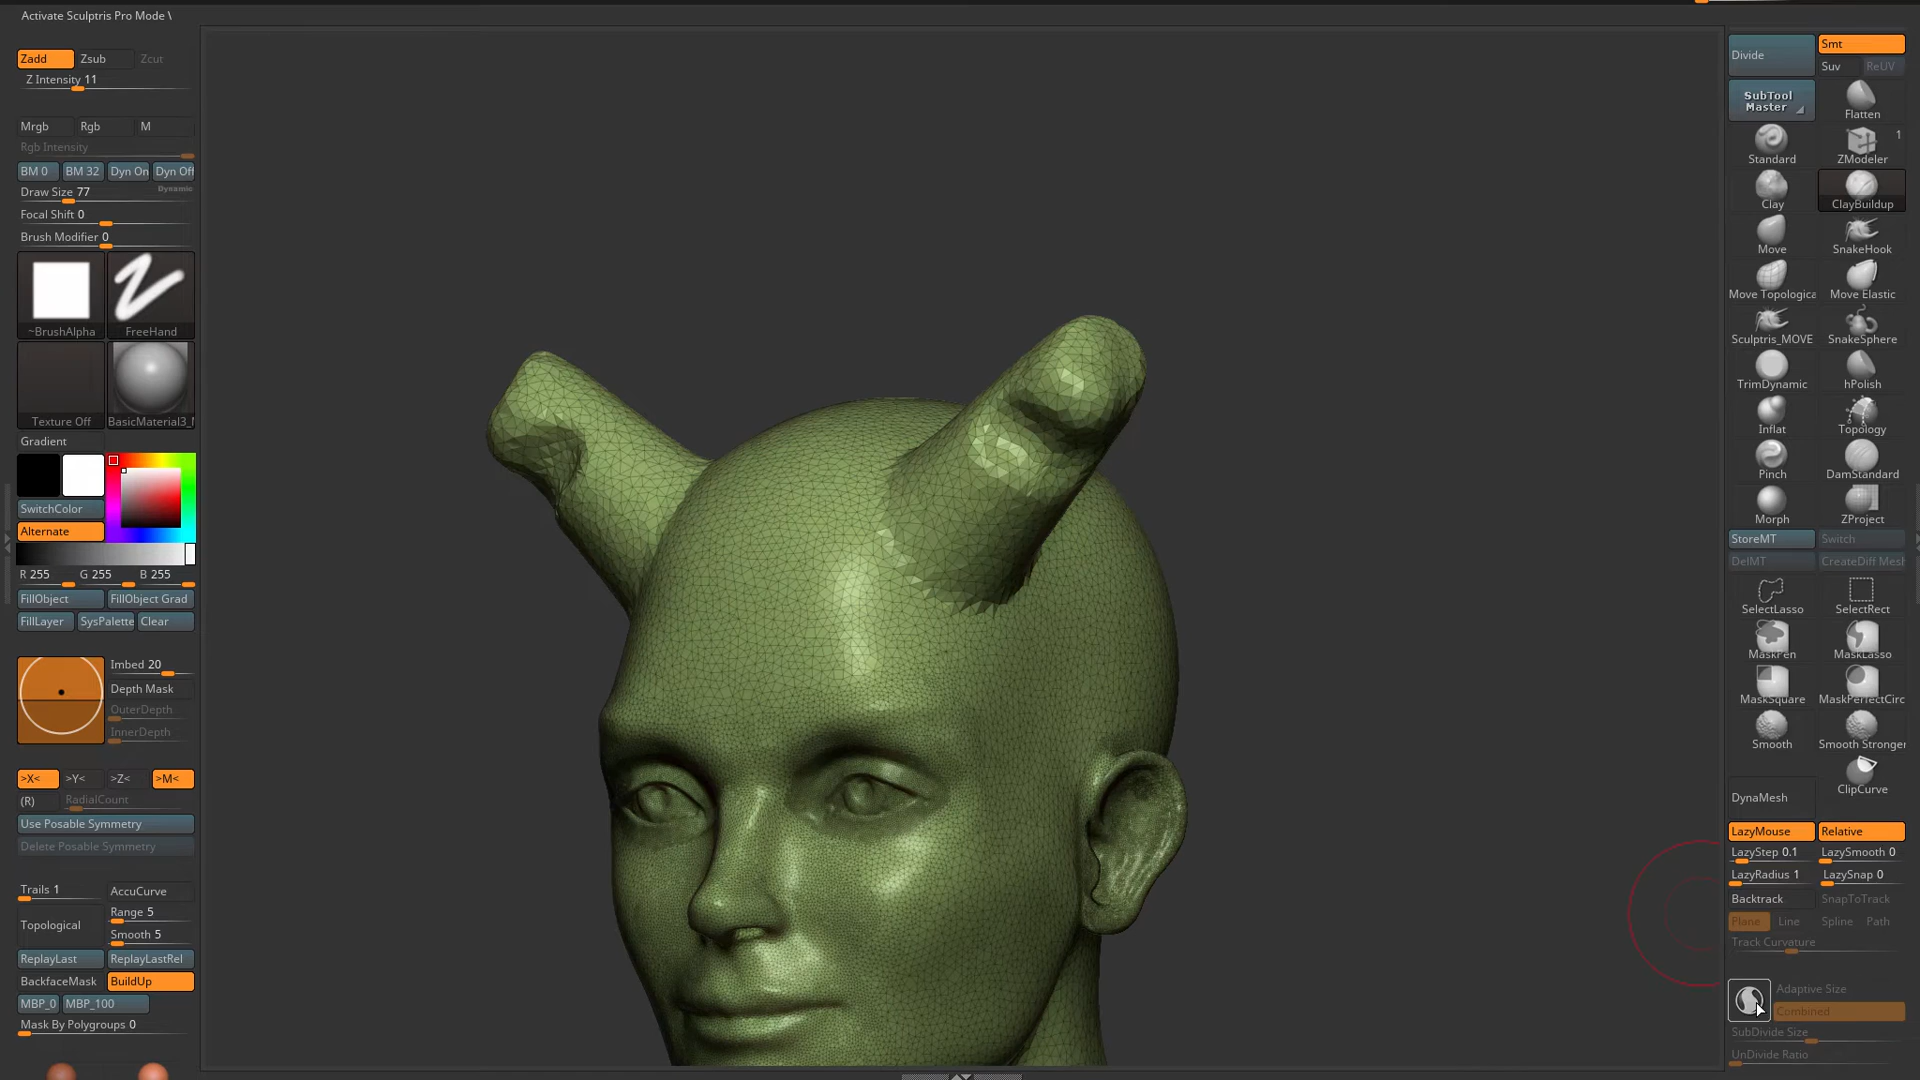 Activate Sculptris Pro Mode \
Zadd Zsub Zcut
Z Intensity 11
Mrgb Rgb M
Rgb Intensity
BM 0 BM 32 Dyn On Dyn Off
Draw Size 77 Dynamic
Focal Shift 0
Brush Modifier 0
~BrushAlpha FreeHand
Texture Off BasicMaterial3_
Gradient
SwitchColor
Alternate
R 255 G 255 B 255
FillObject FillObject Grad
FillLayer SysPalette Clear
Imbed 20
Depth Mask
OuterDepth
InnerDepth
>X< >Y< >Z< >M<
(R) RadialCount
Use Posable Symmetry
Delete Posable Symmetry
Trails 1 AccuCurve
Range 5
Topological
Smooth 5
ReplayLast ReplayLastRel
BackfaceMask BuildUp
MBP_0 MBP_100
Mask By Polygroups 0
Divide Smt
Suv ReUV
SubTool
Master
Flatten
1
Standard ZModeler
Clay ClayBuildup
Move SnakeHook
Move Topologica Move Elastic
Sculptris_MOVE SnakeSphere
TrimDynamic hPolish
Inflat Topology
Pinch DamStandard
Morph ZProject
StoreMT Switch
DelMT CreateDiff Mesh
SelectLasso SelectRect
MaskPen MaskLasso
MaskSquare MaskPerfectCirc
Smooth Smooth Stronger
ClipCurve
DynaMesh
LazyMouse Relative
LazyStep 0.1 LazySmooth 0
LazyRadius 1 LazySnap 0
Backtrack SnapToTrack
Plane Line Spline Path
Track Curvature
Adaptive Size
Combined
SubDivide Size
UnDivide Ratio